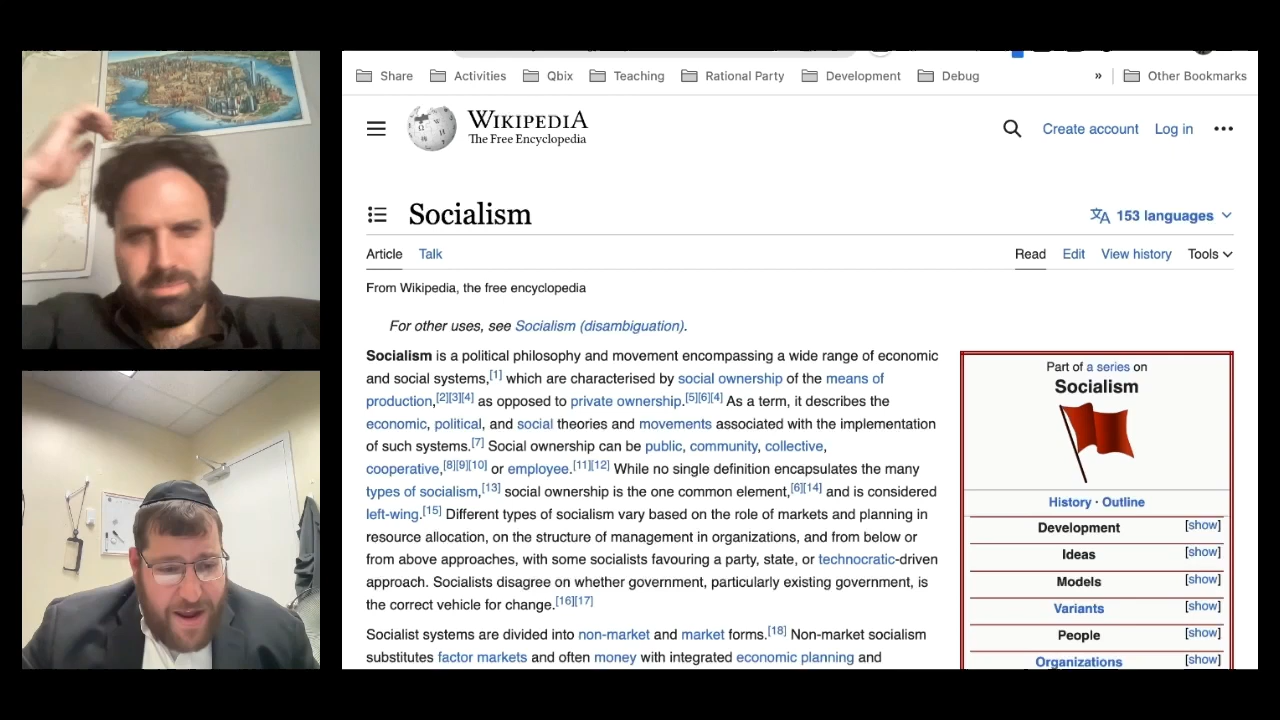 Share Activities Qbix Teaching Rational Party Development Debug » Other Bookmarks
WIKIPEDIA
The Free Encyclopedia
Create account Log in •••
Socialism
153 languages
Article Talk
Read Edit View history Tools
From Wikipedia, the free encyclopedia
For other uses, see Socialism (disambiguation).
Socialism is a political philosophy and movement encompassing a wide range of economic
and social systems,[1] which are characterised by social ownership of the means of
production,[2][3][4] as opposed to private ownership.[5][6][4] As a term, it describes the
economic, political, and social theories and movements associated with the implementation
of such systems.[7] Social ownership can be public, community, collective,
cooperative,[8][9][10] or employee.[11][12] While no single definition encapsulates the many
types of socialism,[13] social ownership is the one common element,[6][14] and is considered
left-wing.[15] Different types of socialism vary based on the role of markets and planning in
resource allocation, on the structure of management in organizations, and from below or
from above approaches, with some socialists favouring a party, state, or technocratic-driven
approach. Socialists disagree on whether government, particularly existing government, is
the correct vehicle for change.[16][17]
Socialist systems are divided into non-market and market forms.[18] Non-market socialism
substitutes factor markets and often money with integrated economic planning and
Part of a series on
Socialism
History · Outline
Development [show]
Ideas [show]
Models [show]
Variants [show]
People [show]
Organizations [show]